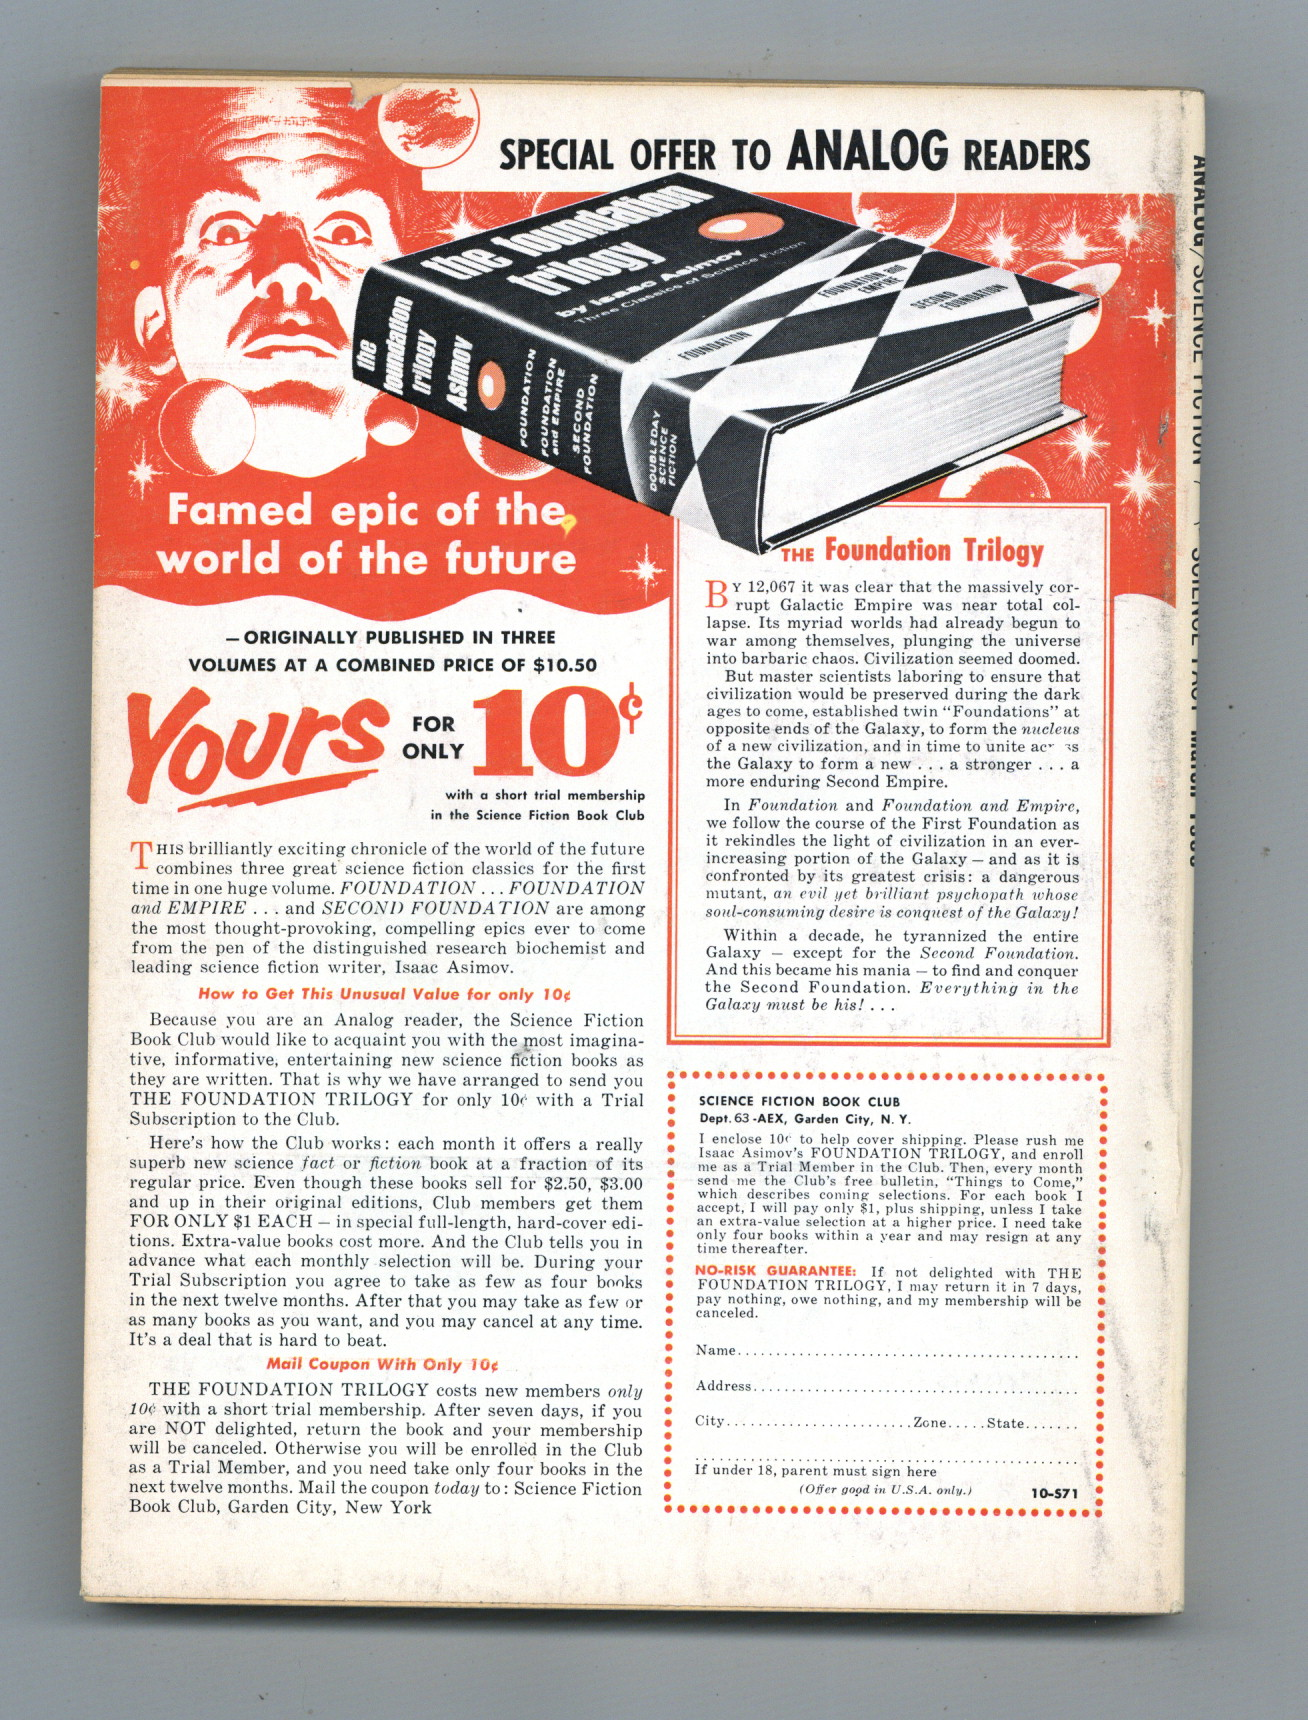 SPECIAL OFFER TO ANALOG READERS
the foundation
trilogy
by Isaac Asimov
Three Classics of Science Fiction
FOUNDATION
FOUNDATION and
EMPIRE
SECOND
FOUNDATION
the
foundation
trilogy
Asimov
FOUNDATION
FOUNDATION
and EMPIRE
SECOND
FOUNDATION
DOUBLEDAY
SCIENCE
FICTION
Famed epic of the
world of the future
—ORIGINALLY PUBLISHED IN THREE
VOLUMES AT A COMBINED PRICE OF $10.50
Yours FOR ONLY 10¢
with a short trial membership
in the Science Fiction Book Club
THIS brilliantly exciting chronicle of the world of the future
combines three great science fiction classics for the first
time in one huge volume. FOUNDATION . . . FOUNDATION
and EMPIRE . . . and SECOND FOUNDATION are among
the most thought-provoking, compelling epics ever to come
from the pen of the distinguished research biochemist and
leading science fiction writer, Isaac Asimov.
How to Get This Unusual Value for only 10¢
Because you are an Analog reader, the Science Fiction
Book Club would like to acquaint you with the most imagina-
tive, informative, entertaining new science fiction books as
they are written. That is why we have arranged to send you
THE FOUNDATION TRILOGY for only 10¢ with a Trial
Subscription to the Club.
Here's how the Club works: each month it offers a really
superb new science fact or fiction book at a fraction of its
regular price. Even though these books sell for $2.50, $3.00
and up in their original editions, Club members get them
FOR ONLY $1 EACH — in special full-length, hard-cover edi-
tions. Extra-value books cost more. And the Club tells you in
advance what each monthly selection will be. During your
Trial Subscription you agree to take as few as four books
in the next twelve months. After that you may take as few or
as many books as you want, and you may cancel at any time.
It's a deal that is hard to beat.
Mail Coupon With Only 10¢
THE FOUNDATION TRILOGY costs new members only
10¢ with a short trial membership. After seven days, if you
are NOT delighted, return the book and your membership
will be canceled. Otherwise you will be enrolled in the Club
as a Trial Member, and you need take only four books in the
next twelve months. Mail the coupon today to: Science Fiction
Book Club, Garden City, New York
THE Foundation Trilogy
BY 12,067 it was clear that the massively cor-
rupt Galactic Empire was near total col-
lapse. Its myriad worlds had already begun to
war among themselves, plunging the universe
into barbaric chaos. Civilization seemed doomed.
But master scientists laboring to ensure that
civilization would be preserved during the dark
ages to come, established twin "Foundations" at
opposite ends of the Galaxy, to form the nucleus
of a new civilization, and in time to unite across
the Galaxy to form a new . . . a stronger . . . a
more enduring Second Empire.
In Foundation and Foundation and Empire,
we follow the course of the First Foundation as
it rekindles the light of civilization in an ever-
increasing portion of the Galaxy — and as it is
confronted by its greatest crisis: a dangerous
mutant, an evil yet brilliant psychopath whose
soul-consuming desire is conquest of the Galaxy!
Within a decade, he tyrannized the entire
Galaxy — except for the Second Foundation.
And this became his mania — to find and conquer
the Second Foundation. Everything in the
Galaxy must be his! . . .
SCIENCE FICTION BOOK CLUB
Dept. 63-AEX, Garden City, N. Y.
I enclose 10¢ to help cover shipping. Please rush me
Isaac Asimov's FOUNDATION TRILOGY, and enroll
me as a Trial Member in the Club. Then, every month
send me the Club's free bulletin, "Things to Come,"
which describes coming selections. For each book I
accept, I will pay only $1, plus shipping, unless I take
an extra-value selection at a higher price. I need take
only four books within a year and may resign at any
time thereafter.
NO-RISK GUARANTEE: If not delighted with THE
FOUNDATION TRILOGY, I may return it in 7 days,
pay nothing, owe nothing, and my membership will be
canceled.
Name
Address
City Zone State
If under 18, parent must sign here
(Offer good in U.S.A. only.) 10-S71
ANALOG / SCIENCE FICTION / SCIENCE FACT March